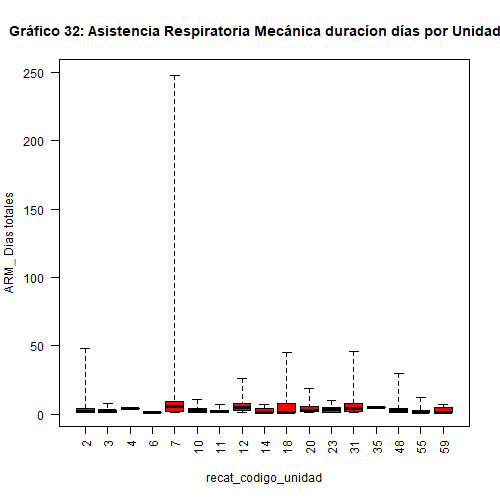 Gráfico 32: Asistencia Respiratoria Mecánica duracíon días por Unidad
250
200
150
100
50
0
ARM_ Dias totales
2 3 4 6 7 10 11 12 14 18 20 23 31 35 48 55 59
recat_codigo_unidad